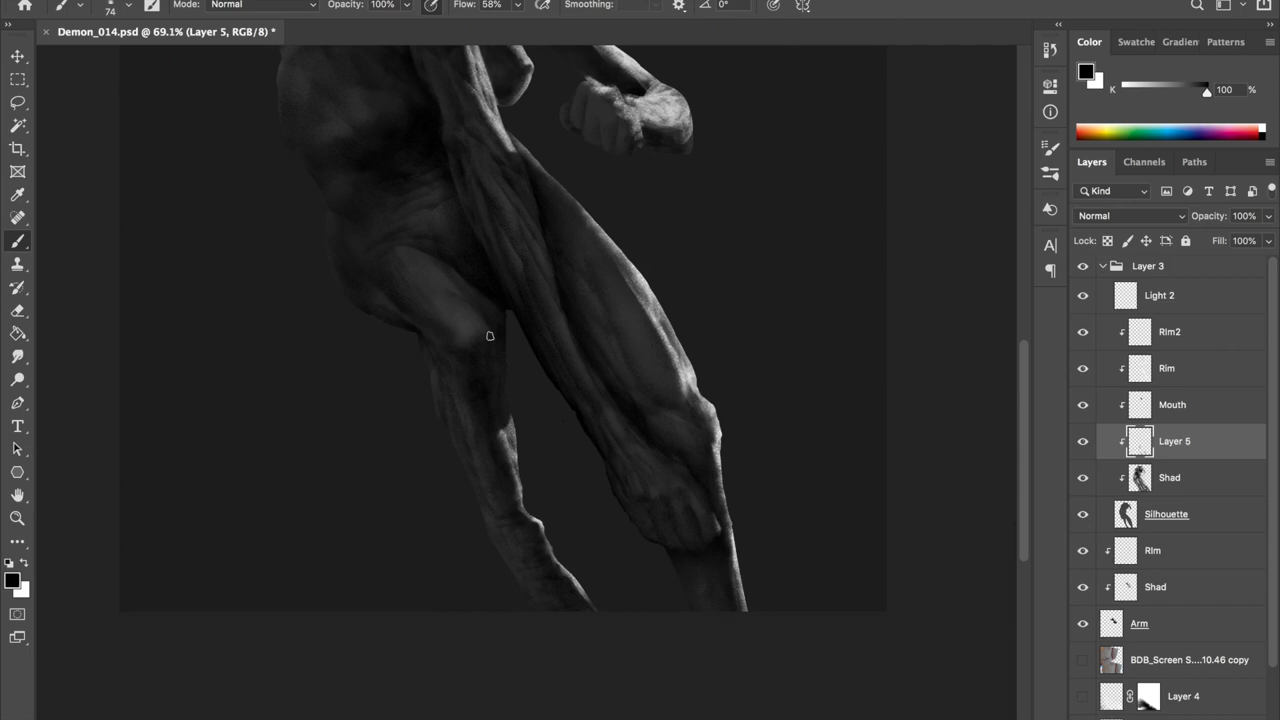 74
Mode: Normal
Opacity: 100%
Flow: 58%
Smoothing:
0°
Demon_014.psd @ 69.1% (Layer 5, RGB/8) *
Color
Swatche
Gradien
Patterns
K
100
%
Layers
Channels
Paths
Kind
Normal
Opacity: 100%
Lock:
Fill: 100%
Layer 3
Light 2
RIm2
Rim
Mouth
Layer 5
Shad
Silhouette
RIm
Shad
Arm
BDB_Screen S....10.46 copy
Layer 4